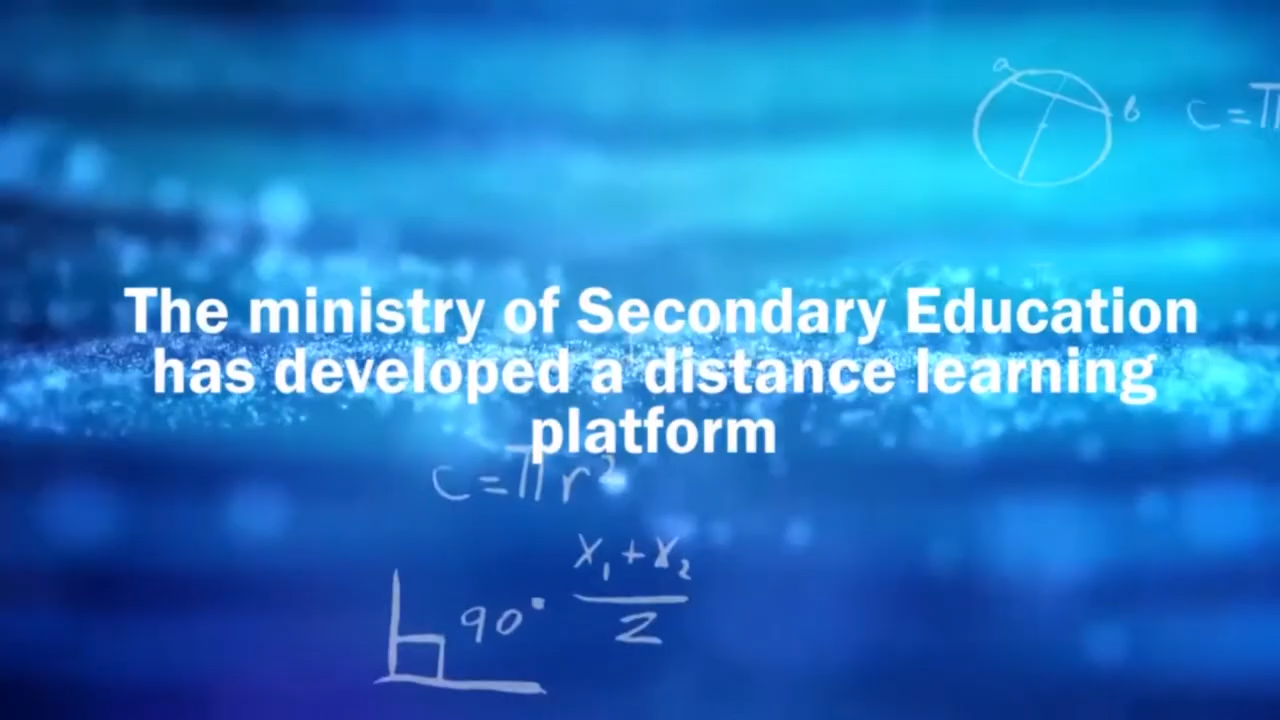 a
b
c=π
The ministry of Secondary Education
has developed a distance learning
platform
c=πr²
x₁+x₂
90°
2